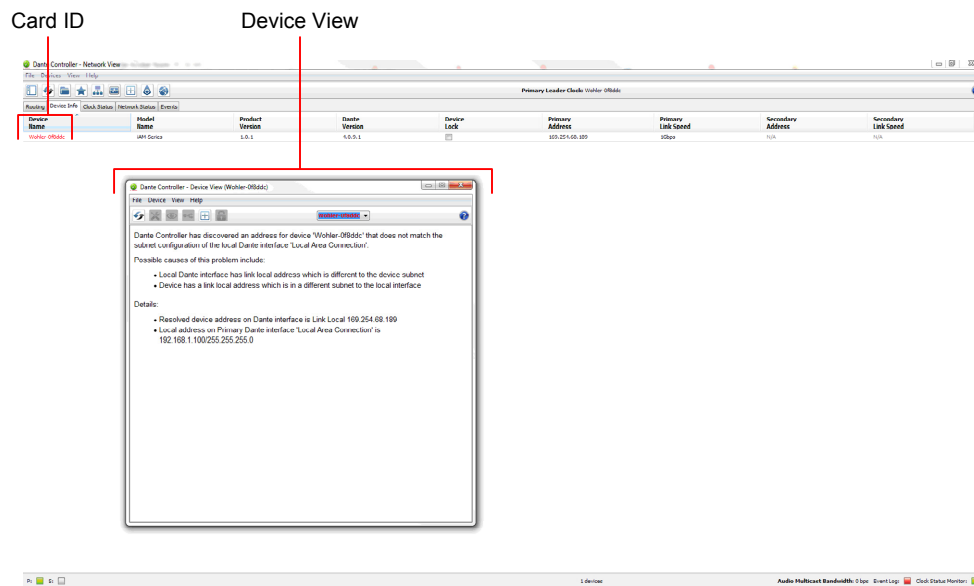 Card ID
Device View
Dante Controller - Network View
File Devices View Help
Primary Leader Clock: Wohler-0f8ddc
Routing Device Info Clock Status Network Status Events
Device Name Model Name Product Version Dante Version Device Lock Primary Address Primary Link Speed Secondary Address Secondary Link Speed
Wohler-0f8ddc iAM Series 1.0.1 4.0.9.1 169.254.68.189 1Gbps N/A N/A
Dante Controller - Device View (Wohler-0f8ddc)
File Device View Help
Wohler-0f8ddc
Dante Controller has discovered an address for device 'Wohler-0f8ddc' that does not match the
subnet configuration of the local Dante interface 'Local Area Connection'.
Possible causes of this problem include:
• Local Dante interface has link local address which is different to the device subnet
• Device has a link local address which is in a different subnet to the local interface
Details:
• Resolved device address on Dante interface is Link Local 169.254.68.189
• Local address on Primary Dante interface 'Local Area Connection' is
192.168.1.100/255.255.255.0
P: S: 1 devices Audio Multicast Bandwidth: 0 bps Event Log: Clock Status Monitor: